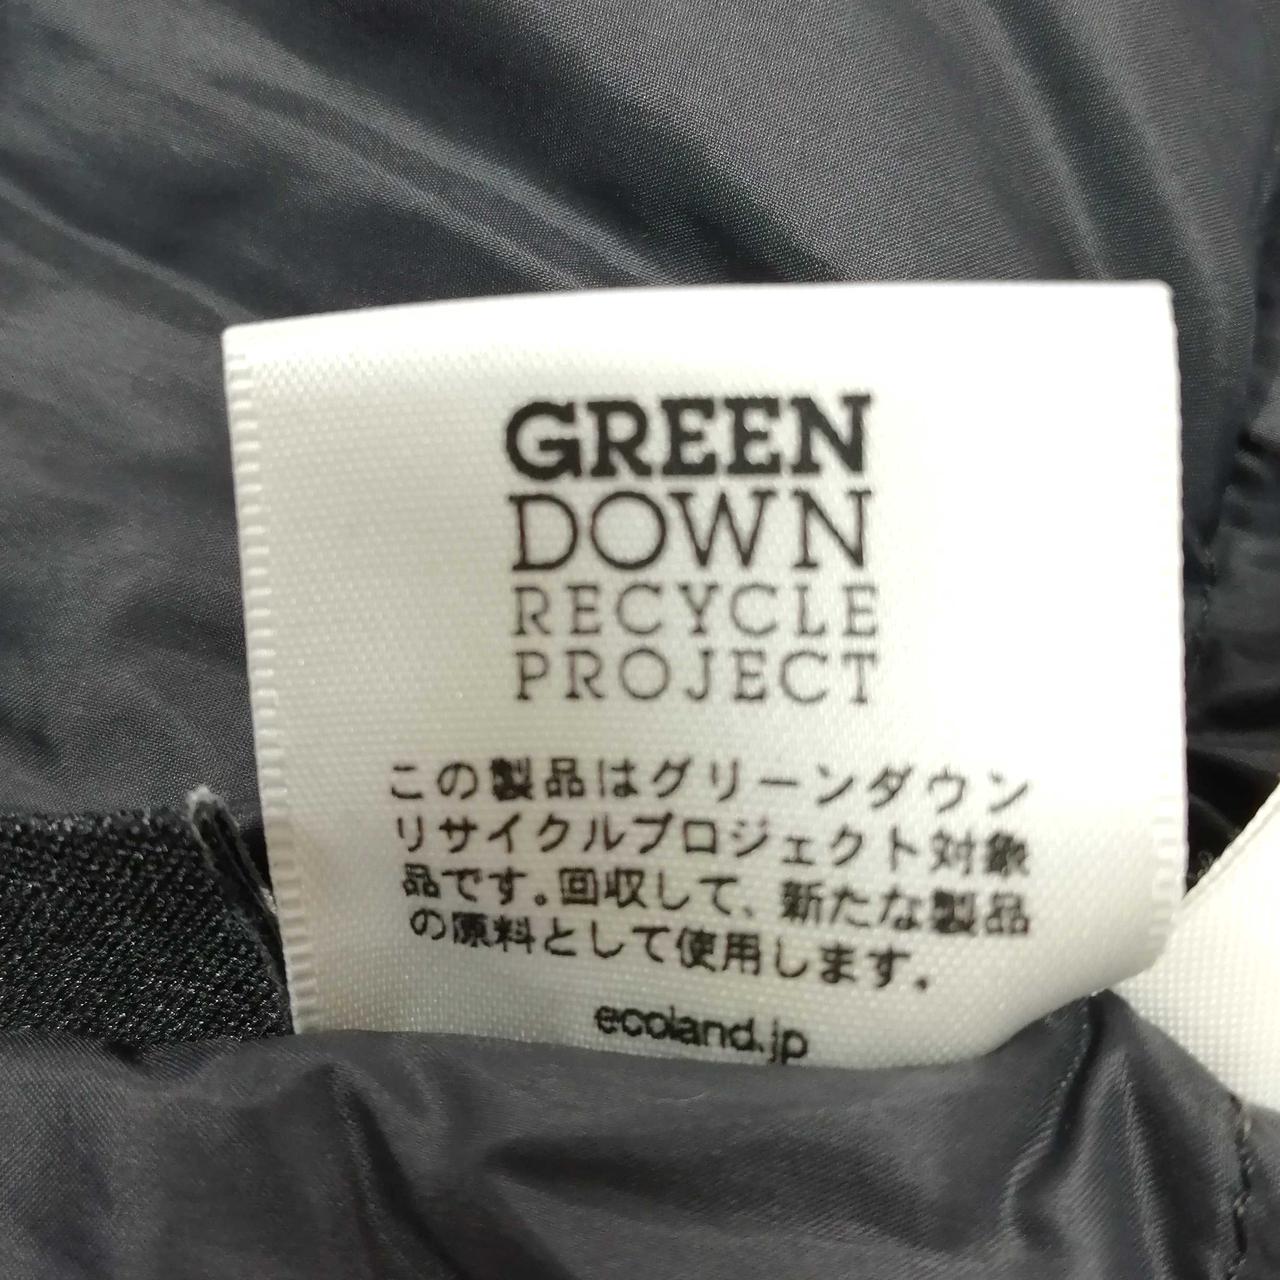 GREEN
DOWN
RECYCLE
PROJECT
この製品はグリーンダウン
リサイクルプロジェクト対象
品です。回収して、新たな製品
の原料として使用します。
ecoland.jp